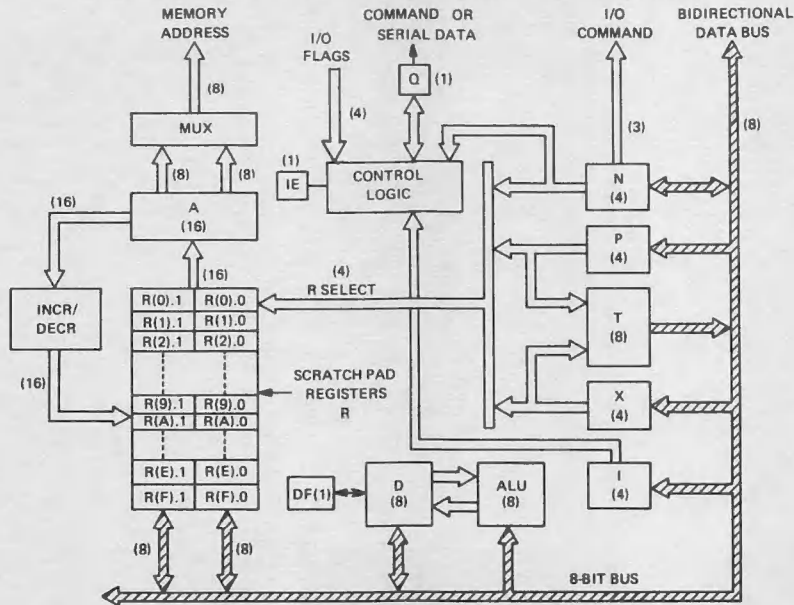 MEMORY
ADDRESS
I/O
FLAGS
COMMAND OR
SERIAL DATA
I/O
COMMAND
BIDIRECTIONAL
DATA BUS
(8)
(4)
Q
(1)
(3)
(8)
MUX
(8)
(8)
(1)
IE
CONTROL
LOGIC
N
(4)
(16)
A
(16)
(16)
(4)
R SELECT
P
(4)
INCR/
DECR
R(0).1
R(0).0
R(1).1
R(1).0
R(2).1
R(2).0
T
(8)
(16)
SCRATCH PAD
REGISTERS
R
R(9).1
R(9).0
R(A).1
R(A).0
X
(4)
R(E).1
R(E).0
R(F).1
R(F).0
DF(1)
D
(8)
ALU
(8)
I
(4)
(8)
(8)
8-BIT BUS